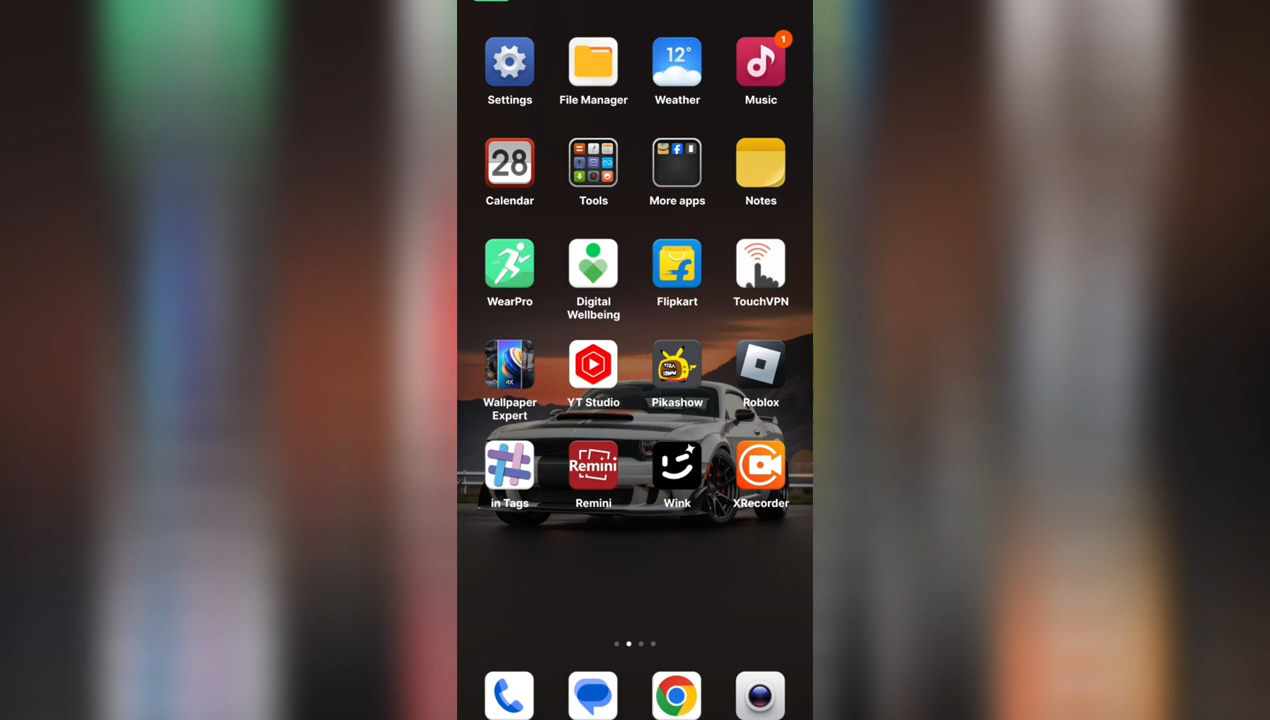 12°
1
Settings
File Manager
Weather
Music
28
Calendar
Tools
More apps
Notes
WearPro
Digital
Wellbeing
Flipkart
TouchVPN
4X
Wallpaper
Expert
YT Studio
Pikashow
Roblox
Remini
in Tags
Remini
Wink
XRecorder